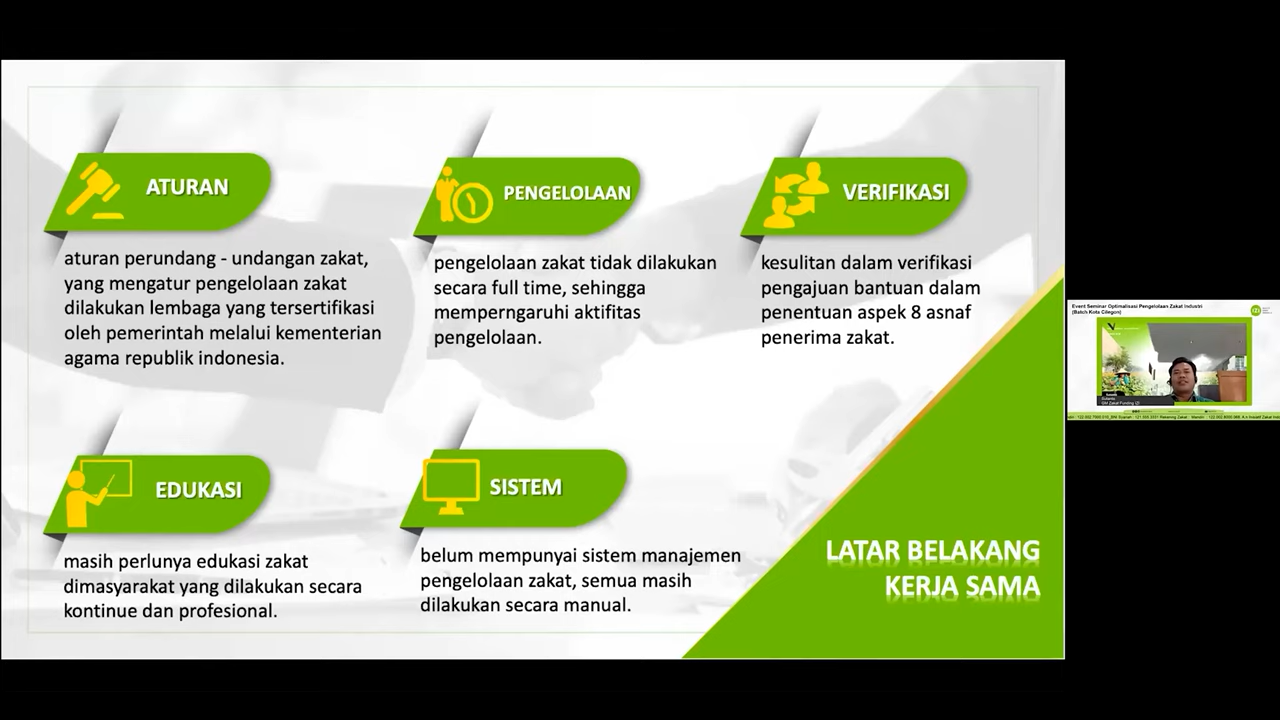 ATURAN
aturan perundang - undangan zakat,
yang mengatur pengelolaan zakat
dilakukan lembaga yang tersertifikasi
oleh pemerintah melalui kementerian
agama republik indonesia.
PENGELOLAAN
pengelolaan zakat tidak dilakukan
secara full time, sehingga
memperngaruhi aktifitas
pengelolaan.
VERIFIKASI
kesulitan dalam verifikasi
pengajuan bantuan dalam
penentuan aspek 8 asnaf
penerima zakat.
EDUKASI
masih perlunya edukasi zakat
dimasyarakat yang dilakukan secara
kontinue dan profesional.
SISTEM
belum mempunyai sistem manajemen
pengelolaan zakat, semua masih
dilakukan secara manual.
LATAR BELAKANG
KERJA SAMA
Event Seminar Optimalisasi Pengelolaan Zakat Industri
(Batch Kota Cilegon)